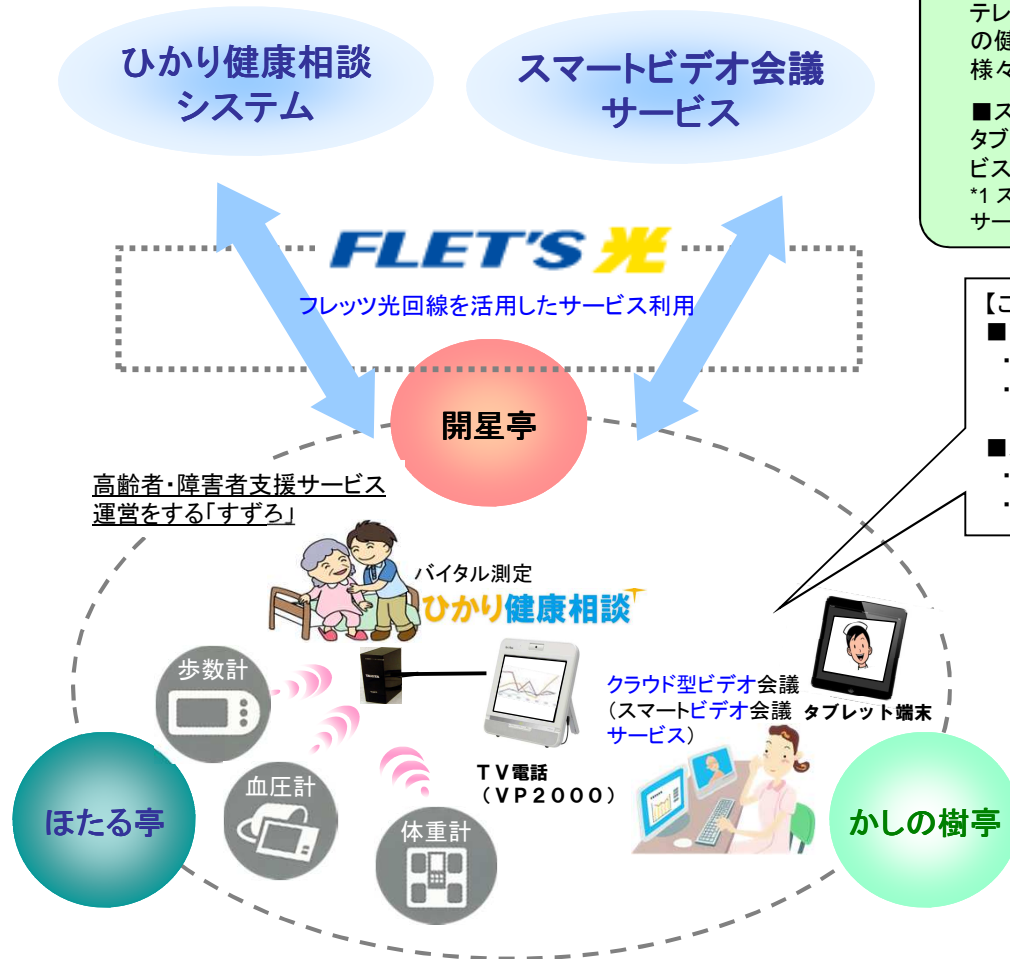 ひかり健康相談
システム
スマートビデオ会議
サービス
テレ
の健
様々
■ス
タブ
ビス
*1 ス
サー
FLET'S 光
フレッツ光回線を活用したサービス利用
【こ
■
・
・
■
・
・
開星亭
高齢者・障害者支援サービス
運営をする「すずろ」
バイタル測定
ひかり健康相談
歩数計
血圧計
体重計
TV電話
(VP2000)
クラウド型ビデオ会議
(スマートビデオ会議
サービス)
タブレット端末
ほたる亭
かしの樹亭